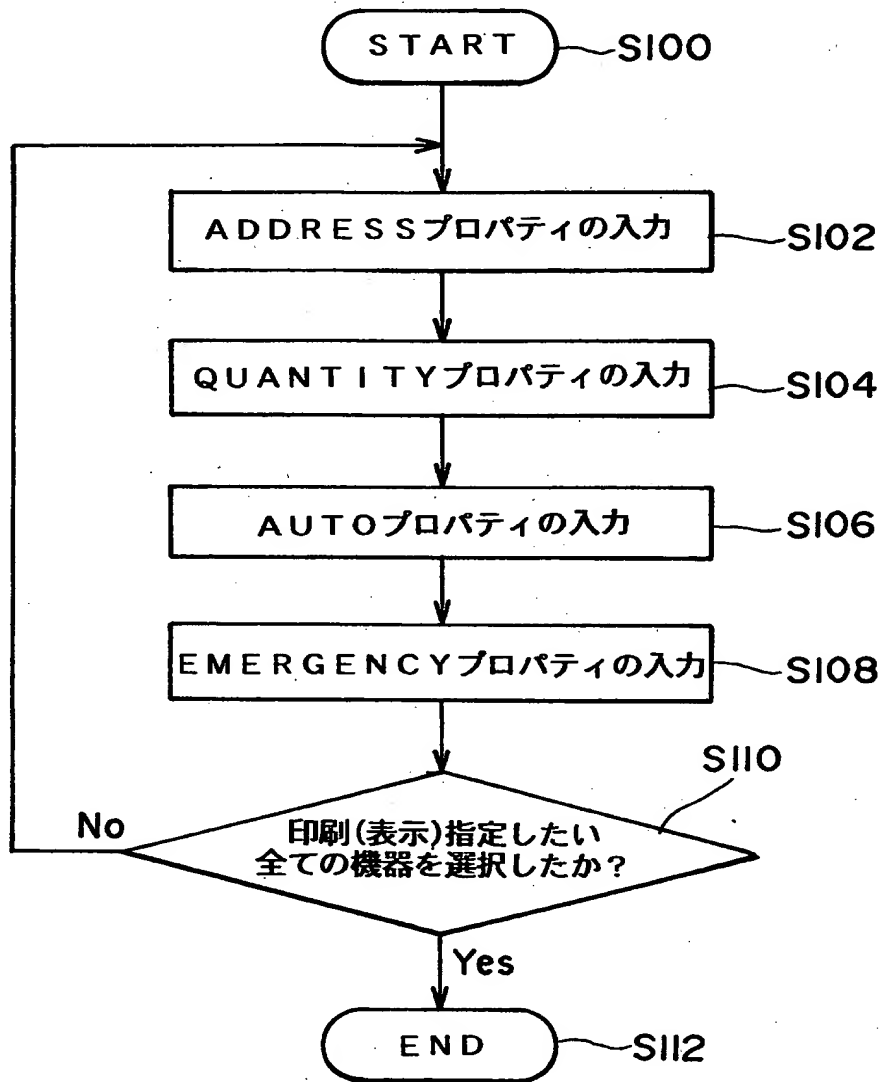 START
S100
ADDRESSプロパティの入力
S102
QUANTITYプロパティの入力
S104
AUTOプロパティの入力
S106
EMERGENCYプロパティの入力
S108
S110
No
印刷(表示)指定したい
全ての機器を選択したか?
Yes
END
S112